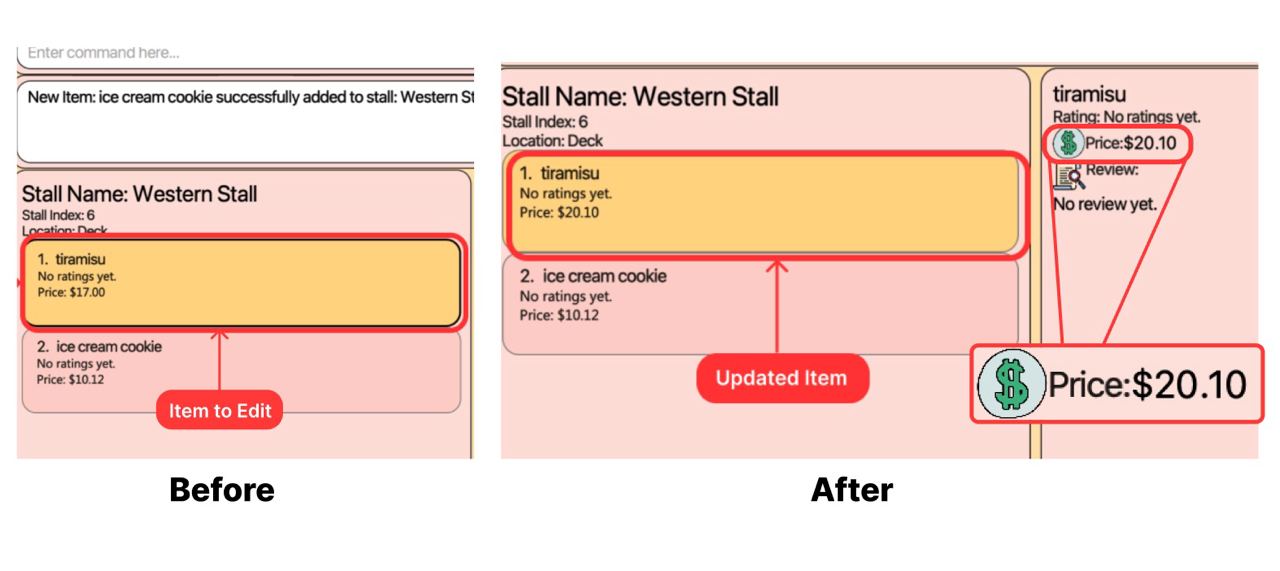 Enter command here...
New Item: ice cream cookie successfully added to stall: Western St
Stall Name: Western Stall
Stall Index: 6
Location: Deck
1. tiramisu
No ratings yet.
Price: $17.00
2. ice cream cookie
No ratings yet.
Price: $10.12
Item to Edit
Before
Stall Name: Western Stall
Stall Index: 6
Location: Deck
1. tiramisu
No ratings yet.
Price: $20.10
2. ice cream cookie
No ratings yet.
Price: $10.12
Updated Item
tiramisu
Rating: No ratings yet.
$ Price:$20.10
Review:
No review yet.
$ Price:$20.10
After